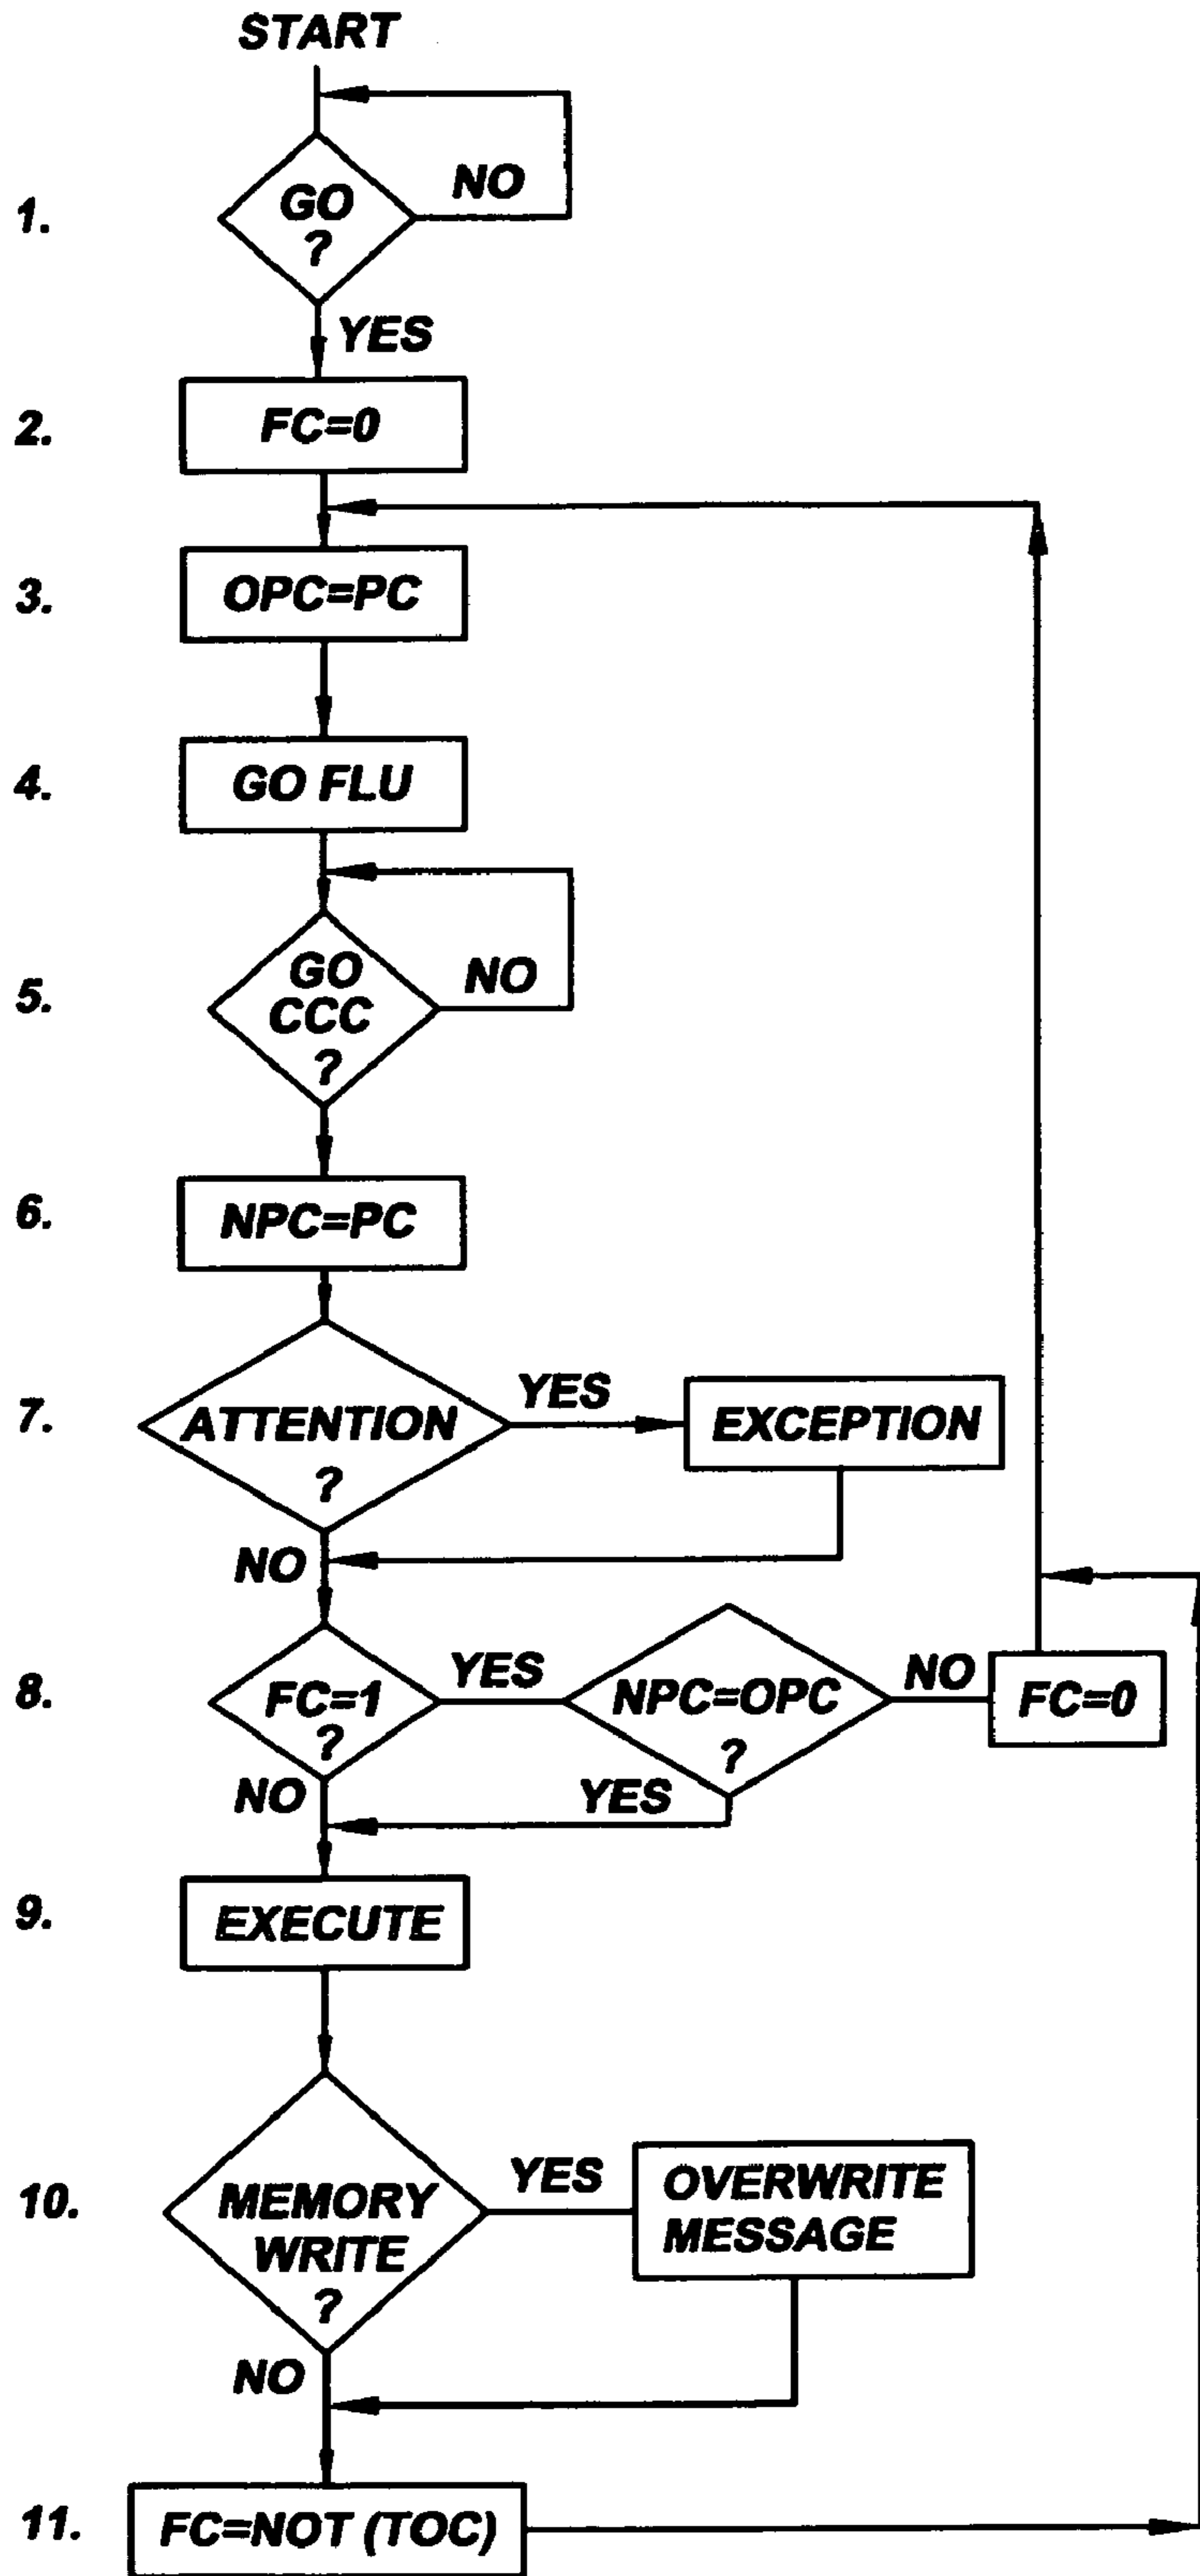 START
1.
GO
?
NO
YES
2.
FC=0
3.
OPC=PC
4.
GO FLU
5.
GO
CCC
?
NO
6.
NPC=PC
7.
ATTENTION
?
YES
EXCEPTION
NO
8.
FC=1
?
YES
NPC=OPC
?
NO
FC=0
NO
YES
9.
EXECUTE
10.
MEMORY
WRITE
?
YES
OVERWRITE
MESSAGE
NO
11.
FC=NOT (TOC)